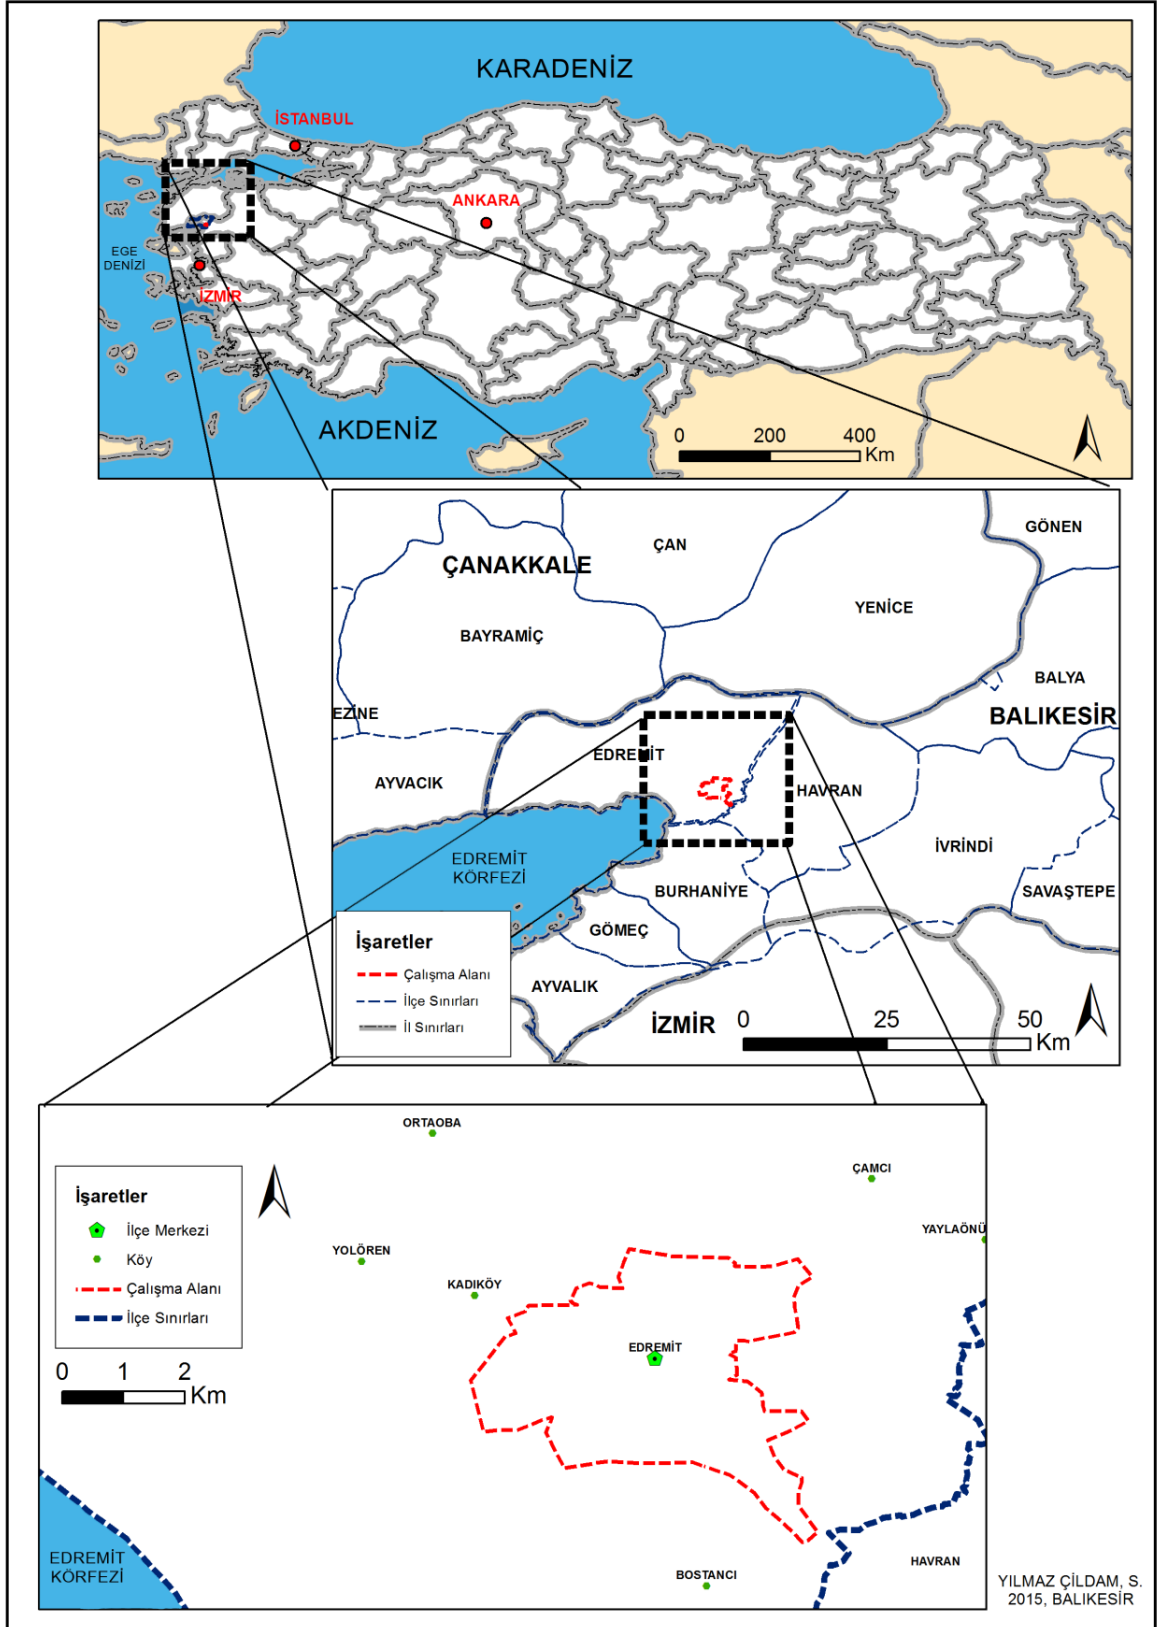 KARADENİZ
İSTANBUL
ANKARA
EGE
DENİZİ
İZMİR
AKDENİZ
0 200 400
Km
GÖNEN
ÇAN
ÇANAKKALE
YENİCE
BAYRAMİÇ
BALYA
EZİNE
BALIKESİR
EDREMİT
AYVACIK
HAVRAN
İVRİNDİ
EDREMİT
KÖRFEZİ
BURHANİYE
SAVAŞTEPE
GÖMEÇ
İşaretler
Çalışma Alanı
İlçe Sınırları
İl Sınırları
AYVALIK
İZMİR
0 25 50
Km
ORTAOBA
ÇAMCI
İşaretler
İlçe Merkezi
Köy
Çalışma Alanı
İlçe Sınırları
YAYLAÖNÜ
YOLÖREN
KADIKÖY
EDREMİT
0 1 2
Km
EDREMİT
KÖRFEZİ
HAVRAN
BOSTANCI
YILMAZ ÇİLDAM, S.
2015, BALIKESİR